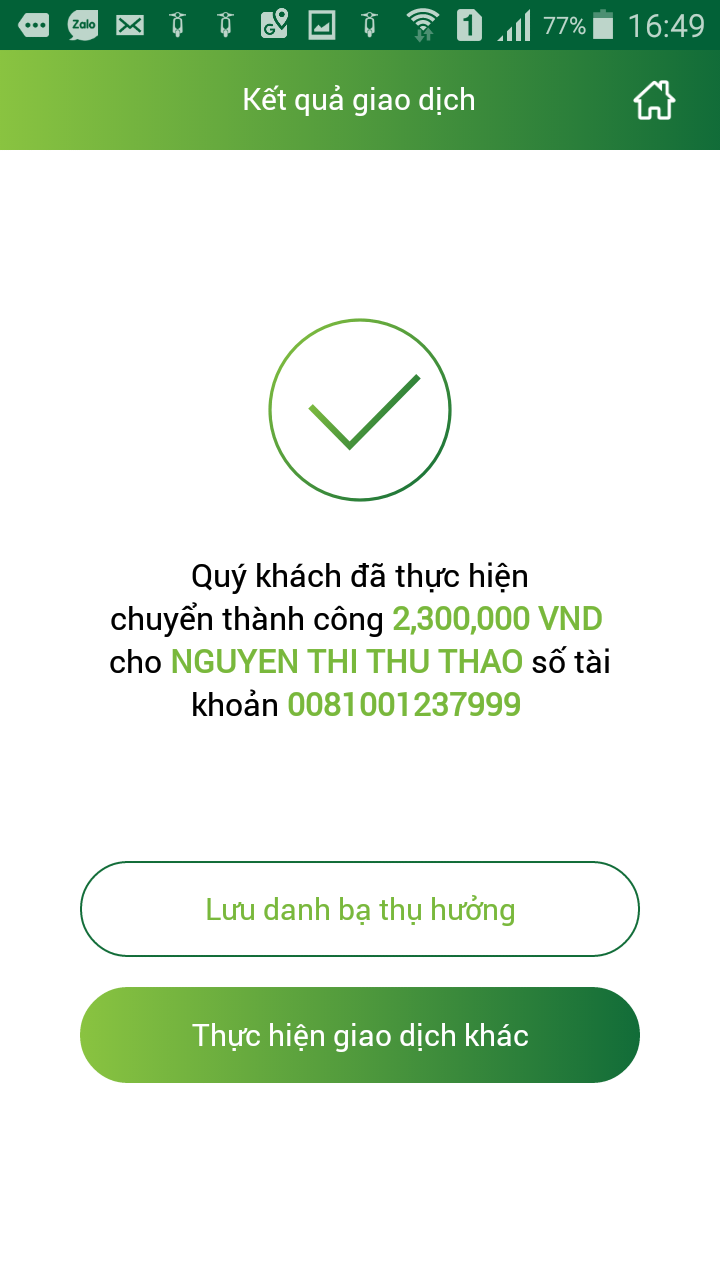 Zalo
1
77%
16:49
Kết quả giao dịch
Quý khách đã thực hiện
chuyển thành công 2,300,000 VND
cho NGUYEN THI THU THAO số tài
khoản 0081001237999
Lưu danh bạ thụ hưởng
Thực hiện giao dịch khác